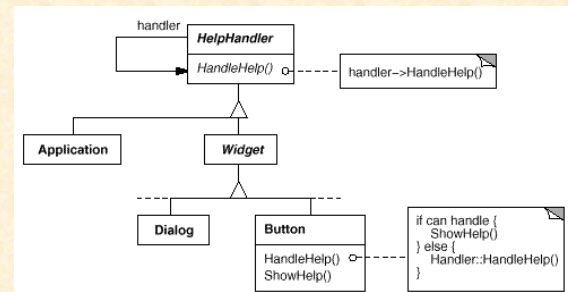 handler
HelpHandler
HandleHelp()
handler–>HandleHelp()
Application
Widget
Dialog
Button
HandleHelp()
ShowHelp()
if can handle {
ShowHelp()
} else {
Handler::HandleHelp()
}